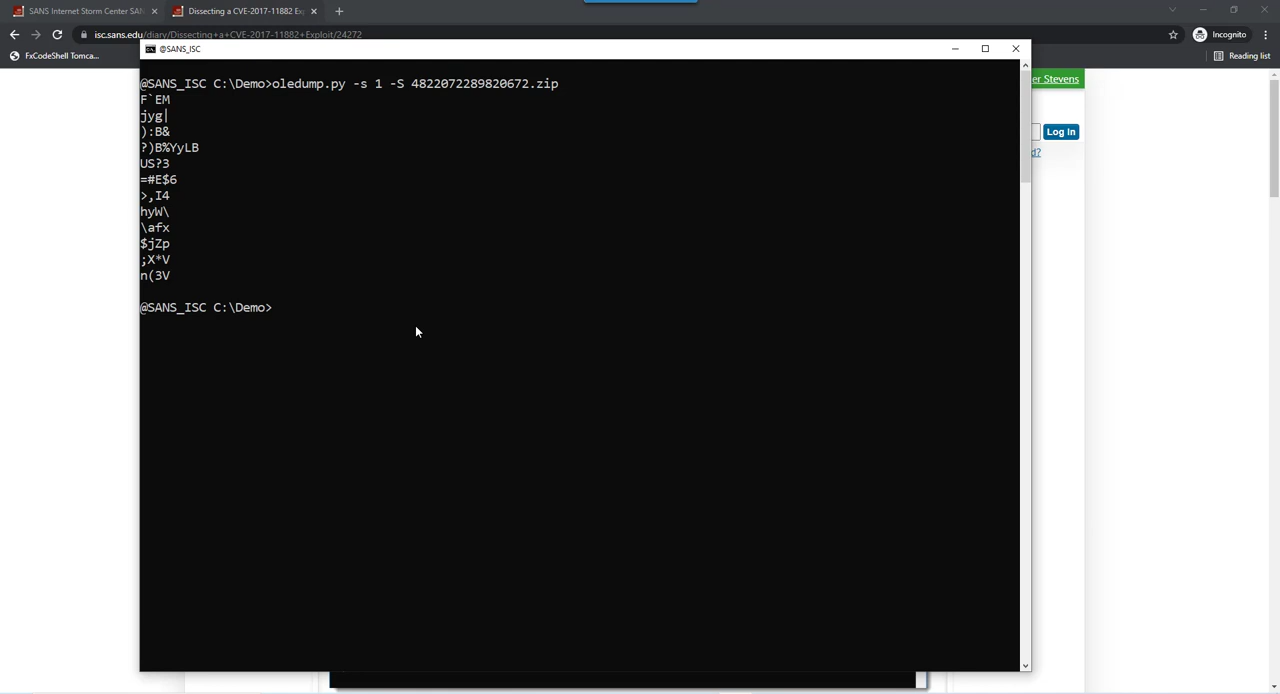 SANS Internet Storm Center SAN
Dissecting a CVE-2017-11882 Ex
isc.sans.edu/diary/Dissecting+a+CVE-2017-11882+Exploit/24272
Incognito
FxCodeShell Tomca...
Reading list
@SANS_ISC
er Stevens
Log In
d?
@SANS_ISC C:\Demo>oledump.py -s 1 -S 4822072289820672.zip
F`EM
jyg|
):B&
?)B%YyLB
US?3
=#E$6
>,I4
hyW\
\afx
$jZp
;X*V
n(3V
@SANS_ISC C:\Demo>